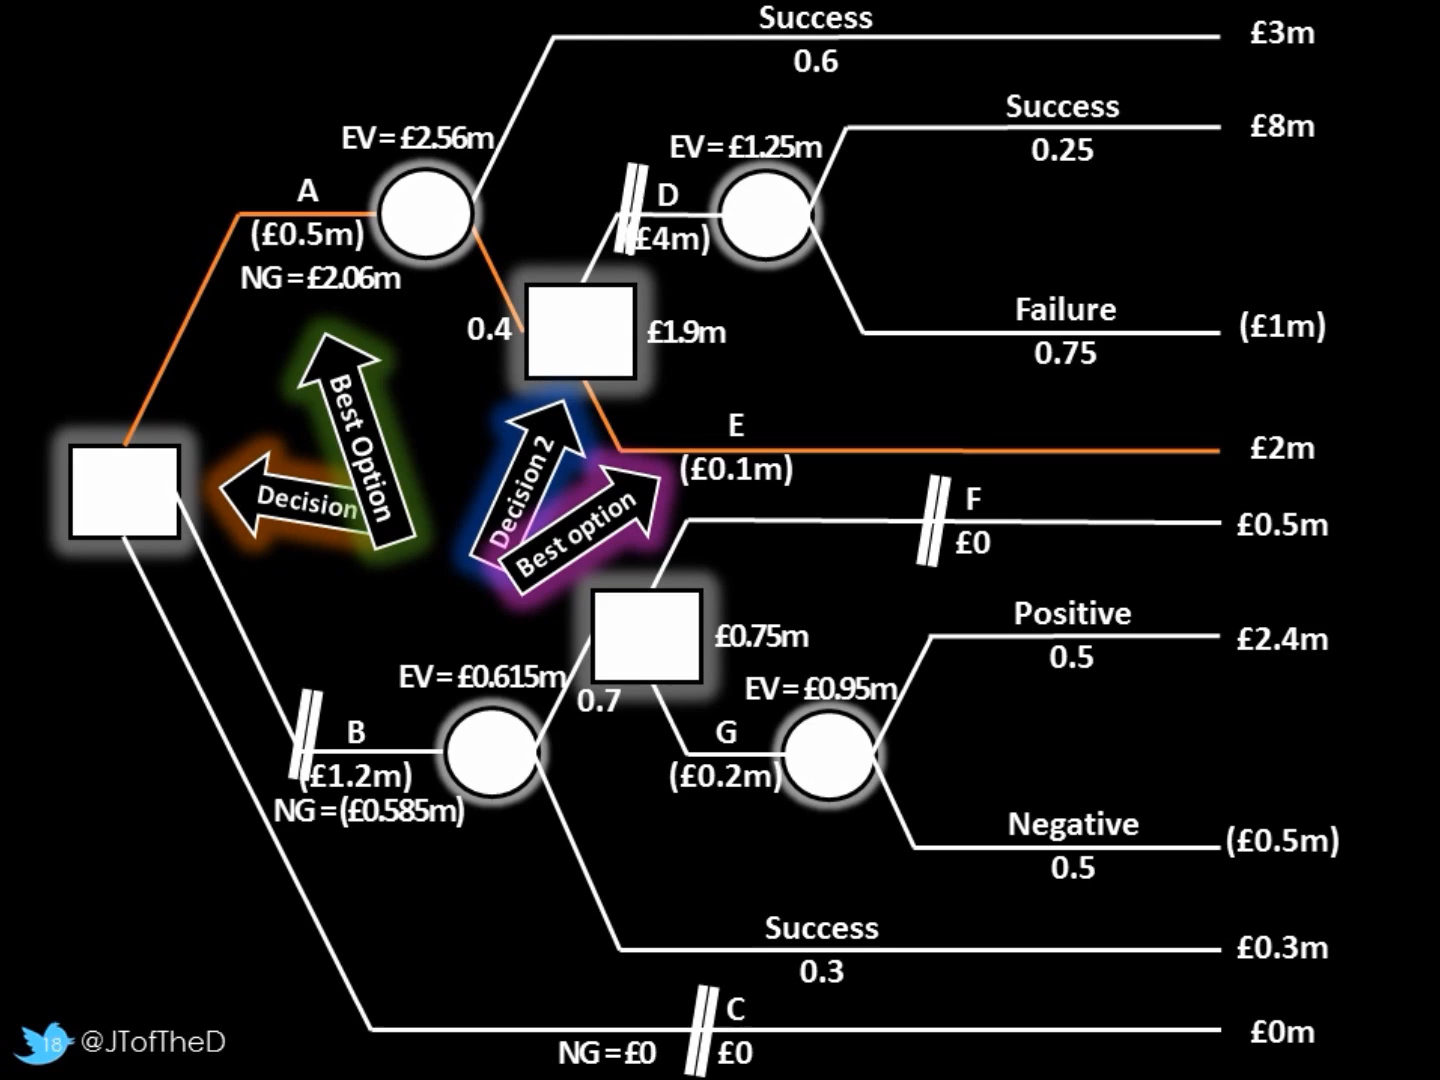 Success
£3m
0.6
Success
£8m
EV = £2.56m
EV = £1.25m
0.25
A
D
(£0.5m)
(£4m)
NG = £2.06m
Failure
(£1m)
0.4
£1.9m
0.75
Best Option
E
£2m
Decision 2
(£0.1m)
Decision
Best option
F
£0.5m
£0
Positive
£2.4m
£0.75m
0.5
EV = £0.615m
EV = £0.95m
0.7
B
G
(£1.2m)
(£0.2m)
NG = (£0.585m)
Negative
(£0.5m)
0.5
Success
£0.3m
0.3
C
£0m
NG = £0
£0
18
@JTofTheD